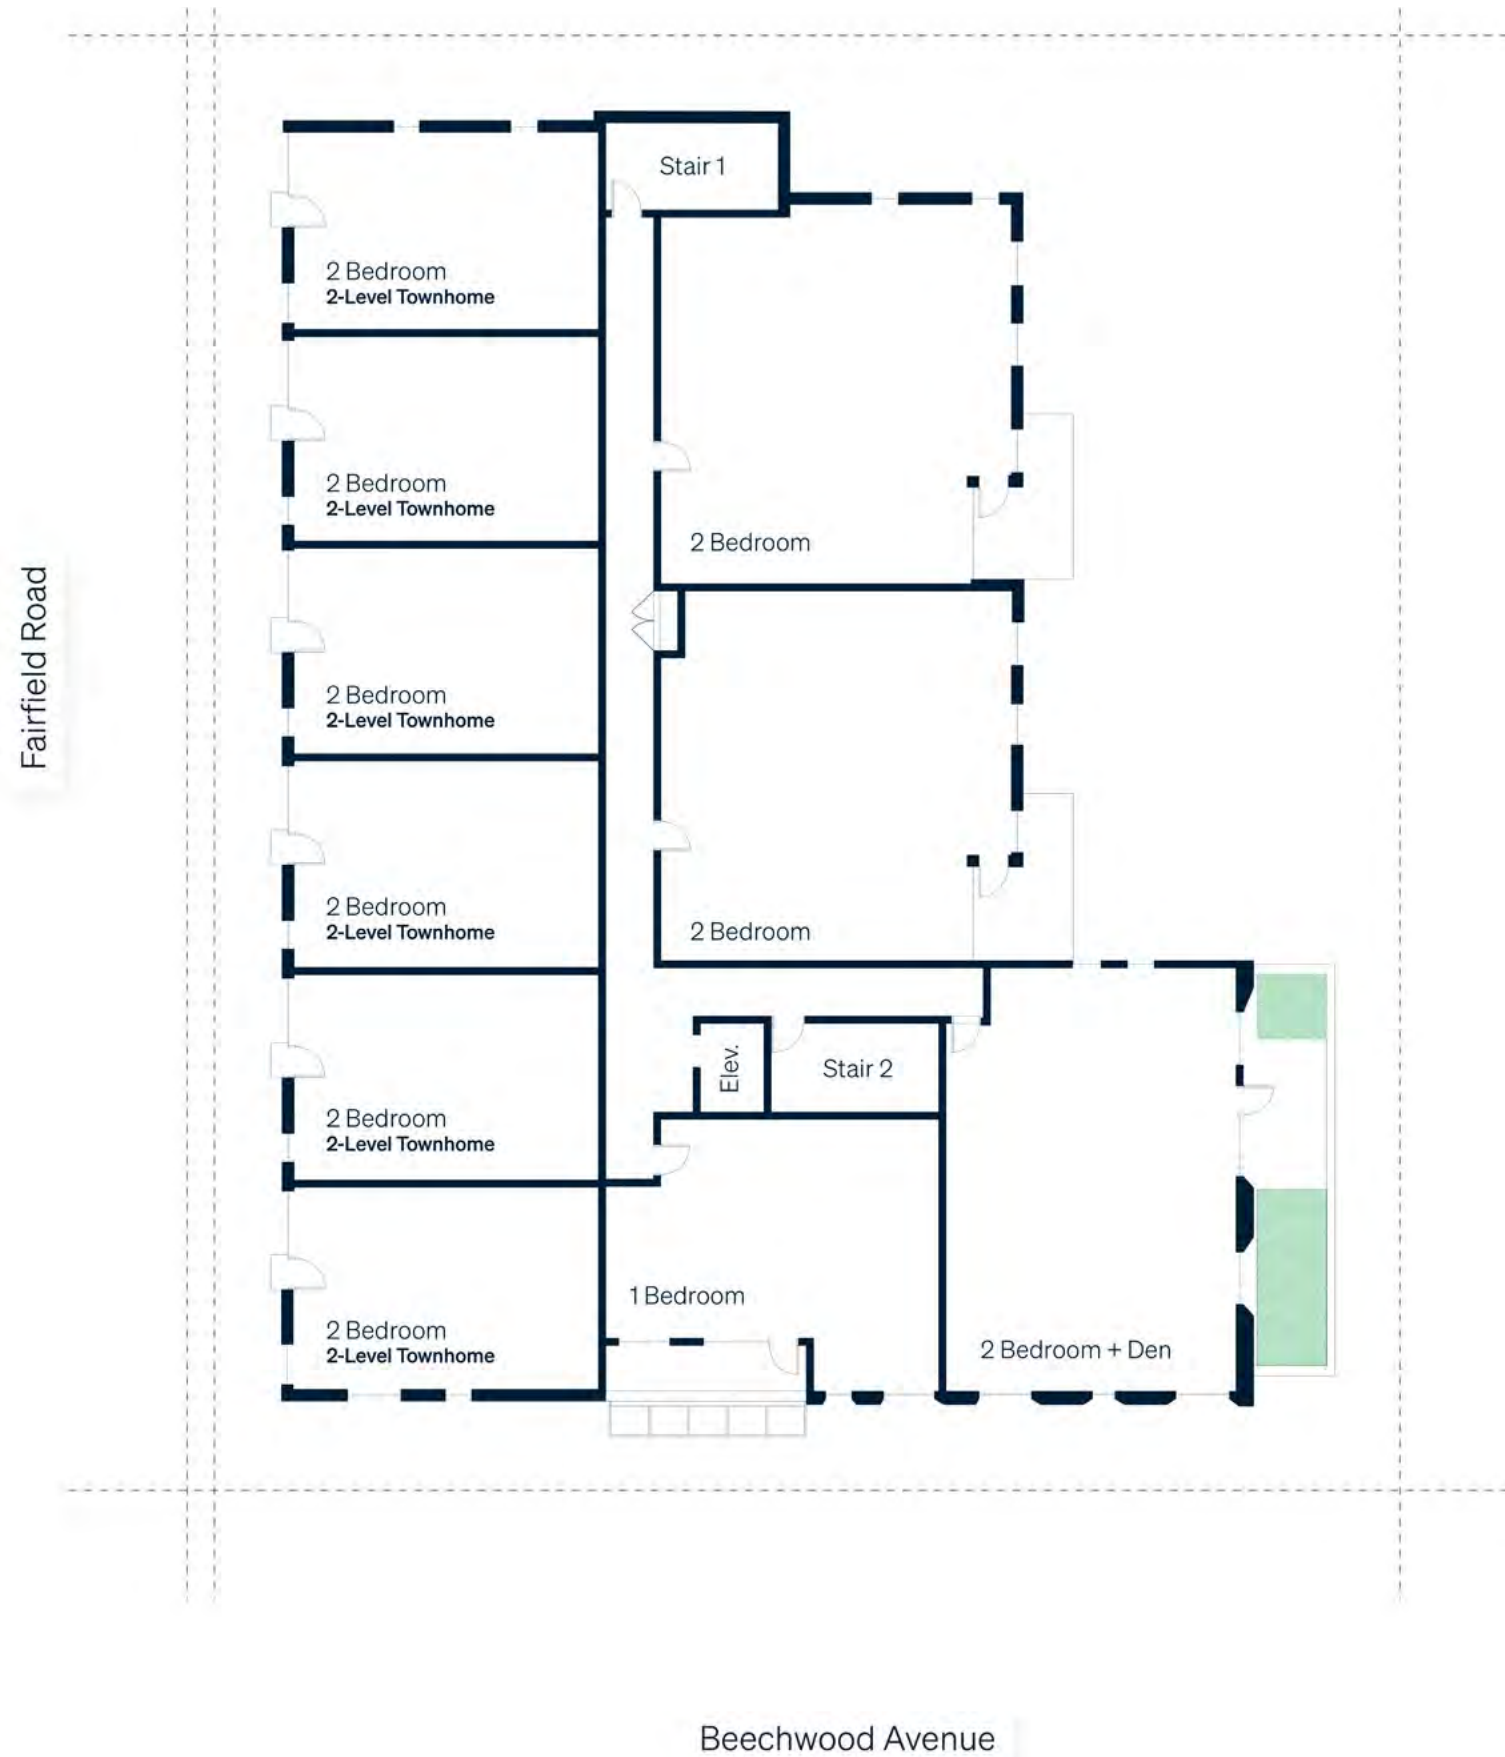 Stair 1
2 Bedroom
2-Level Townhome
2 Bedroom
2-Level Townhome
2 Bedroom
Fairfield Road
2 Bedroom
2-Level Townhome
2 Bedroom
2-Level Townhome
2 Bedroom
Elev.
Stair 2
2 Bedroom
2-Level Townhome
1 Bedroom
2 Bedroom
2-Level Townhome
2 Bedroom + Den
Beechwood Avenue